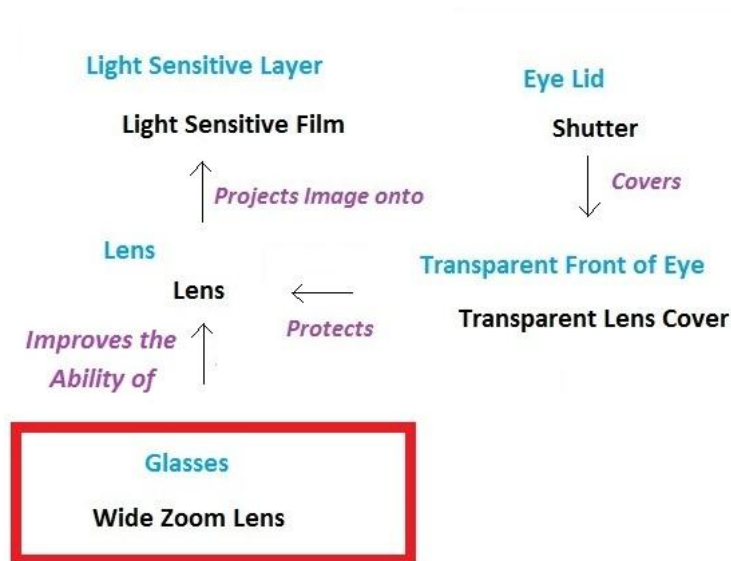 Light Sensitive Layer
Light Sensitive Film
Projects Image onto
Lens
Lens
Improves the
Ability of
Glasses
Wide Zoom Lens
Eye Lid
Shutter
Covers
Transparent Front of Eye
Transparent Lens Cover
Protects